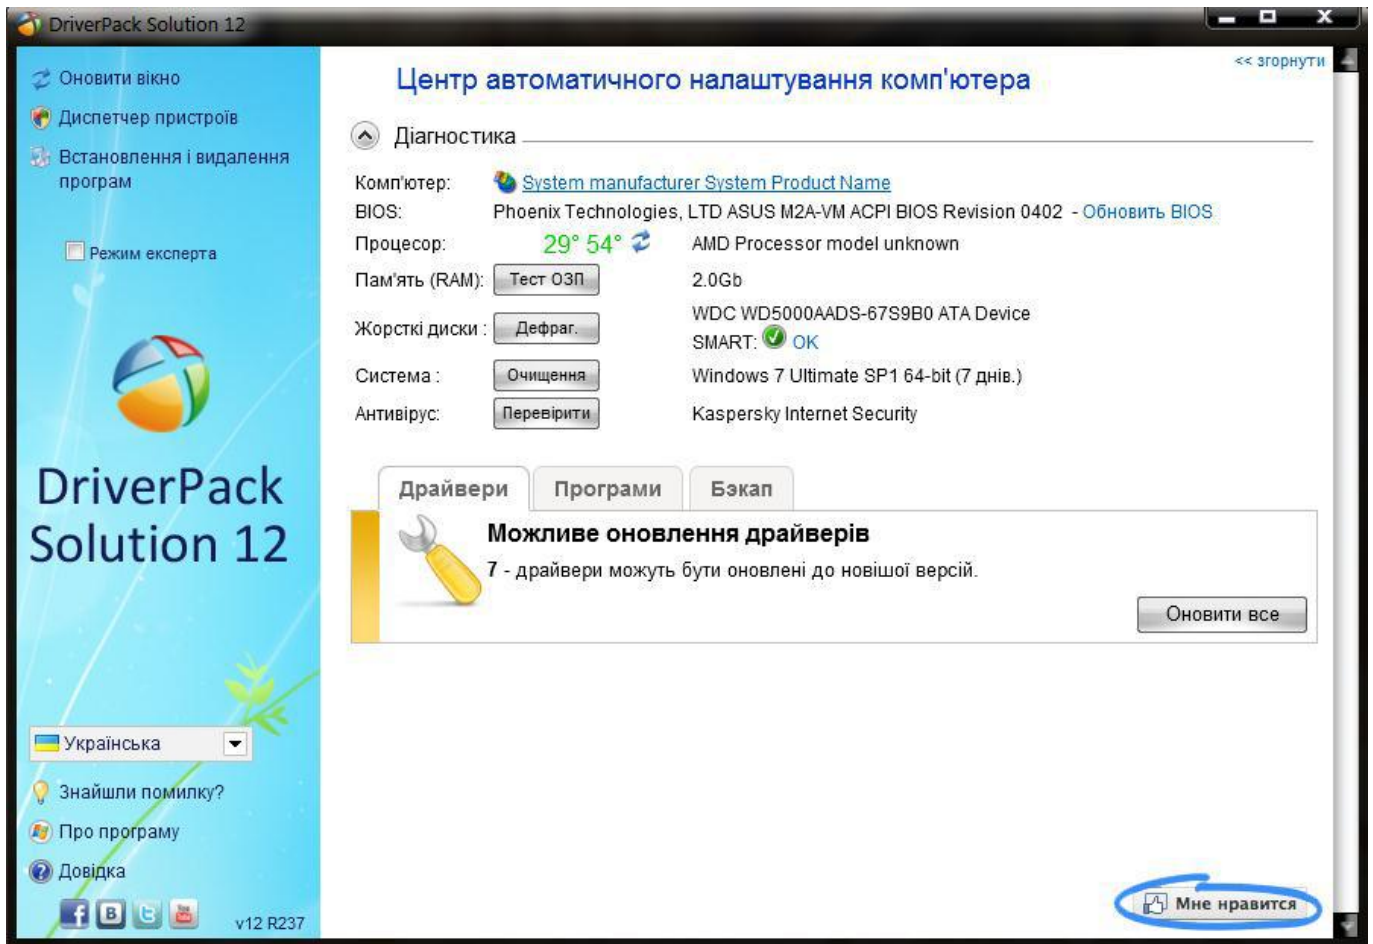 DriverPack Solution 12
<< згорнути
Оновити вікно
Диспетчер пристроїв
Встановлення і видалення
програм
Режим експерта
DriverPack
Solution 12
Українська
Знайшли помилку?
Про програму
Довідка
v12 R237
Центр автоматичного налаштування комп'ютера
Діагностика
Комп'ютер: System manufacturer System Product Name
BIOS: Phoenix Technologies, LTD ASUS M2A-VM ACPI BIOS Revision 0402 - Обновить BIOS
Процесор: 29° 54° AMD Processor model unknown
Пам'ять (RAM): Тест ОЗП 2.0Gb
Жорсткі диски : Дефраг. WDC WD5000AADS-67S9B0 ATA Device
SMART: OK
Система : Очищення Windows 7 Ultimate SP1 64-bit (7 днів.)
Антивірус: Перевірити Kaspersky Internet Security
Драйвери Програми Бэкап
Можливе оновлення драйверів
7 - драйвери можуть бути оновлені до новішої версій.
Оновити все
Мне нравится